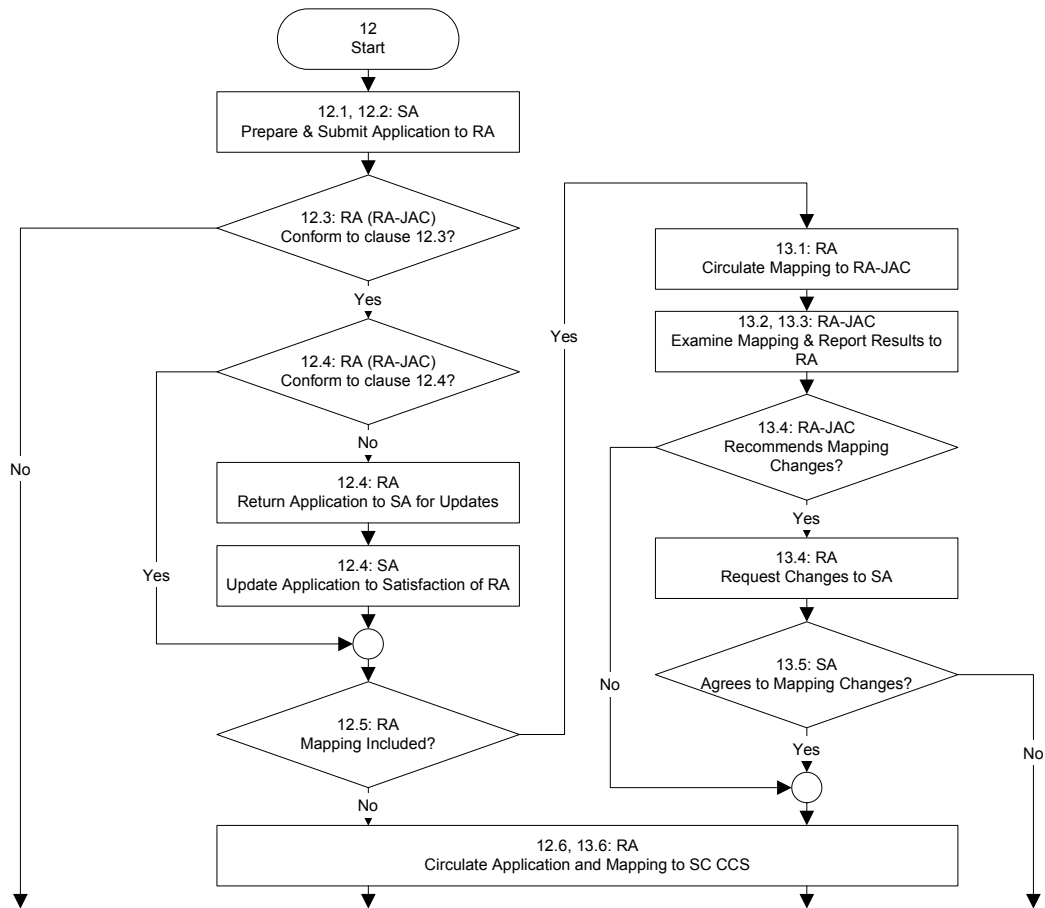 12
Start
12.1, 12.2: SA
Prepare & Submit Application to RA
12.3: RA (RA-JAC)
Conform to clause 12.3?
Yes
12.4: RA (RA-JAC)
Conform to clause 12.4?
No
No
12.4: RA
Return Application to SA for Updates
12.4: SA
Update Application to Satisfaction of RA
Yes
12.5: RA
Mapping Included?
No
Yes
13.1: RA
Circulate Mapping to RA-JAC
13.2, 13.3: RA-JAC
Examine Mapping & Report Results to
RA
13.4: RA-JAC
Recommends Mapping
Changes?
Yes
13.4: RA
Request Changes to SA
13.5: SA
Agrees to Mapping Changes?
No
Yes
No
12.6, 13.6: RA
Circulate Application and Mapping to SC CCS